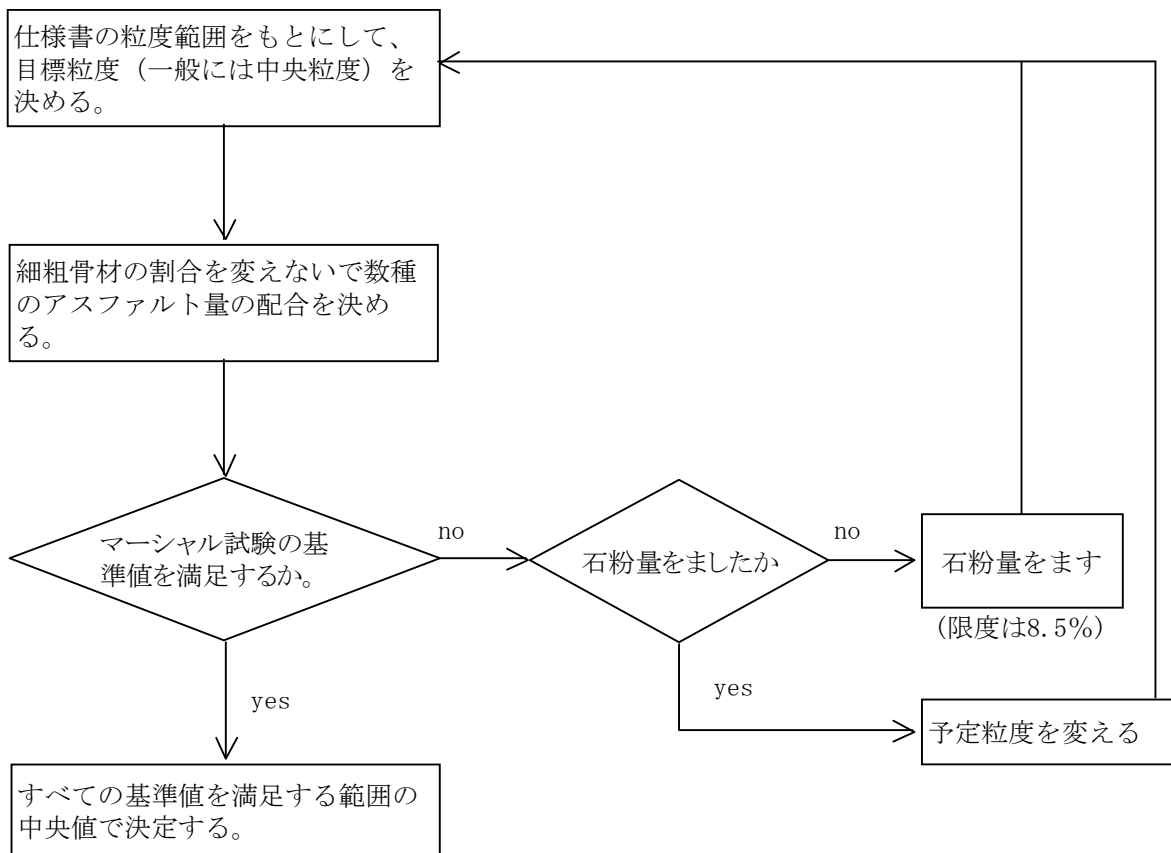 仕様書の粒度範囲をもとにして、
目標粒度（一般には中央粒度）を
決める。
細粗骨材の割合を変えないで数種
のアスファルト量の配合を決め
る。
マーシャル試験の基
準値を満足するか。
no
石粉量をましたか
no
石粉量をます
(限度は8.5%)
yes
yes
予定粒度を変える
すべての基準値を満足する範囲の
中央値で決定する。